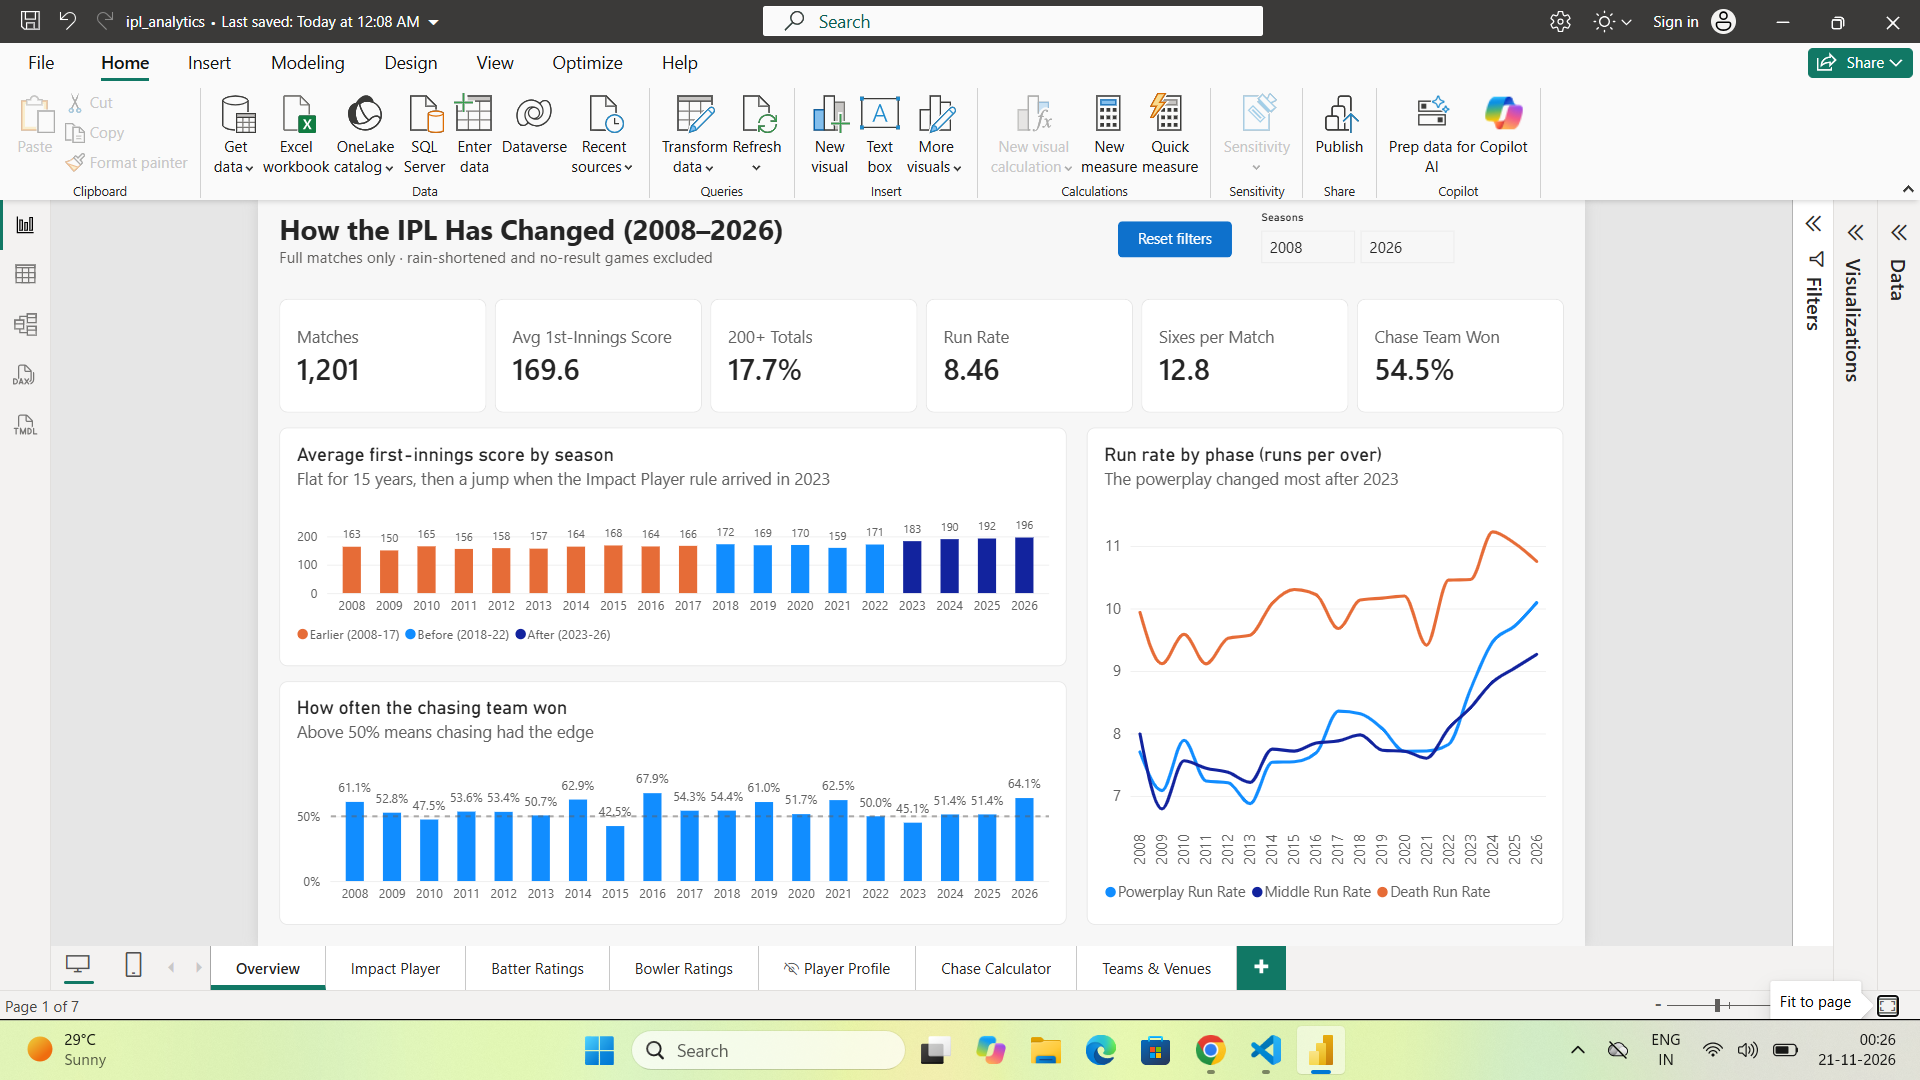 ipl_analytics • Last saved: Today at 12:08 AM
Search
Sign in
File Home Insert Modeling Design View Optimize Help
Share
Paste
Cut
Copy
Format painter
Clipboard
Get data
Excel workbook
OneLake catalog
SQL Server
Enter data
Dataverse
Recent sources
Data
Transform data
Refresh
Queries
New visual
Text box
More visuals
Insert
New visual calculation
New measure
Quick measure
Calculations
Sensitivity
Sensitivity
Publish
Share
Prep data for AI
Copilot
Copilot
DAX
TMDL
How the IPL Has Changed (2008–2026)
Full matches only · rain-shortened and no-result games excluded
Reset filters
Seasons
2008 2026
Matches
1,201
Avg 1st-Innings Score
169.6
200+ Totals
17.7%
Run Rate
8.46
Sixes per Match
12.8
Chase Team Won
54.5%
Average first-innings score by season
Flat for 15 years, then a jump when the Impact Player rule arrived in 2023
200
100
0
163 150 165 156 158 157 164 168 164 166 172 169 170 159 171 183 190 192 196
2008 2009 2010 2011 2012 2013 2014 2015 2016 2017 2018 2019 2020 2021 2022 2023 2024 2025 2026
Earlier (2008-17) Before (2018-22) After (2023-26)
How often the chasing team won
Above 50% means chasing had the edge
50%
0%
61.1% 52.8% 47.5% 53.6% 53.4% 50.7% 62.9% 42.5% 67.9% 54.3% 54.4% 61.0% 51.7% 62.5% 50.0% 45.1% 51.4% 51.4% 64.1%
2008 2009 2010 2011 2012 2013 2014 2015 2016 2017 2018 2019 2020 2021 2022 2023 2024 2025 2026
Run rate by phase (runs per over)
The powerplay changed most after 2023
11
10
9
8
7
2008 2009 2010 2011 2012 2013 2014 2015 2016 2017 2018 2019 2020 2021 2022 2023 2024 2025 2026
Powerplay Run Rate Middle Run Rate Death Run Rate
Filters
Visualizations
Data
Overview Impact Player Batter Ratings Bowler Ratings Player Profile Chase Calculator Teams & Venues +
Page 1 of 7
- Fit to page
29°C
Sunny
Search
ENG
IN
00:26
21-11-2026